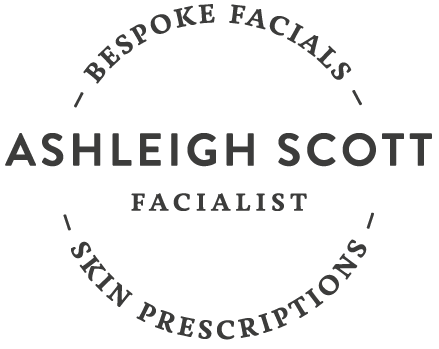 BESPOKE FACIALS
ASHLEIGH SCOTT
FACIALIST
SKIN PRESCRIPTIONS